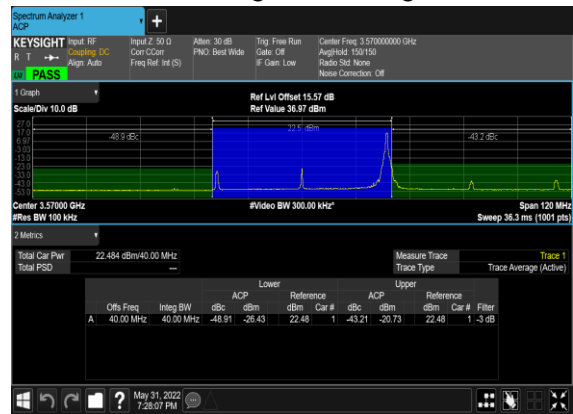 Spectrum Analyzer 1
ACP
KEYSIGHT Input: RF Input Z: 50 Ω Atten: 30 dB Trig: Free Run Center Freq: 3.570000000 GHz
R T Coupling: DC Corr CCorr PNO: Best Wide Gate: Off Avg|Hold: 150/150
Align: Auto Freq Ref: Int (S) IF Gain: Low Radio Std: None
PASS Noise Correction: Off
1 Graph
Ref Lvl Offset 15.57 dB
Scale/Div 10.0 dB Ref Value 36.97 dBm
27.0
17.0
6.97
-3.03
-13.0
-23.0
-33.0
-43.0
-53.0
-48.9 dBc 22.5 dBm -43.2 dBc
Center 3.57000 GHz #Video BW 300.00 kHz* Span 120 MHz
#Res BW 100 kHz Sweep 36.3 ms (1001 pts)
2 Metrics
Total Car Pwr 22.484 dBm/40.00 MHz Measure Trace Trace 1
Total PSD --- Trace Type Trace Average (Active)
Lower Upper
ACP Reference ACP Reference
Offs Freq Integ BW dBc dBm dBm Car # dBc dBm dBm Car # Filter
A 40.00 MHz 40.00 MHz -48.91 -26.43 22.48 1 -43.21 -20.73 22.48 1 -3 dB
? May 31, 2022
7:28:07 PM